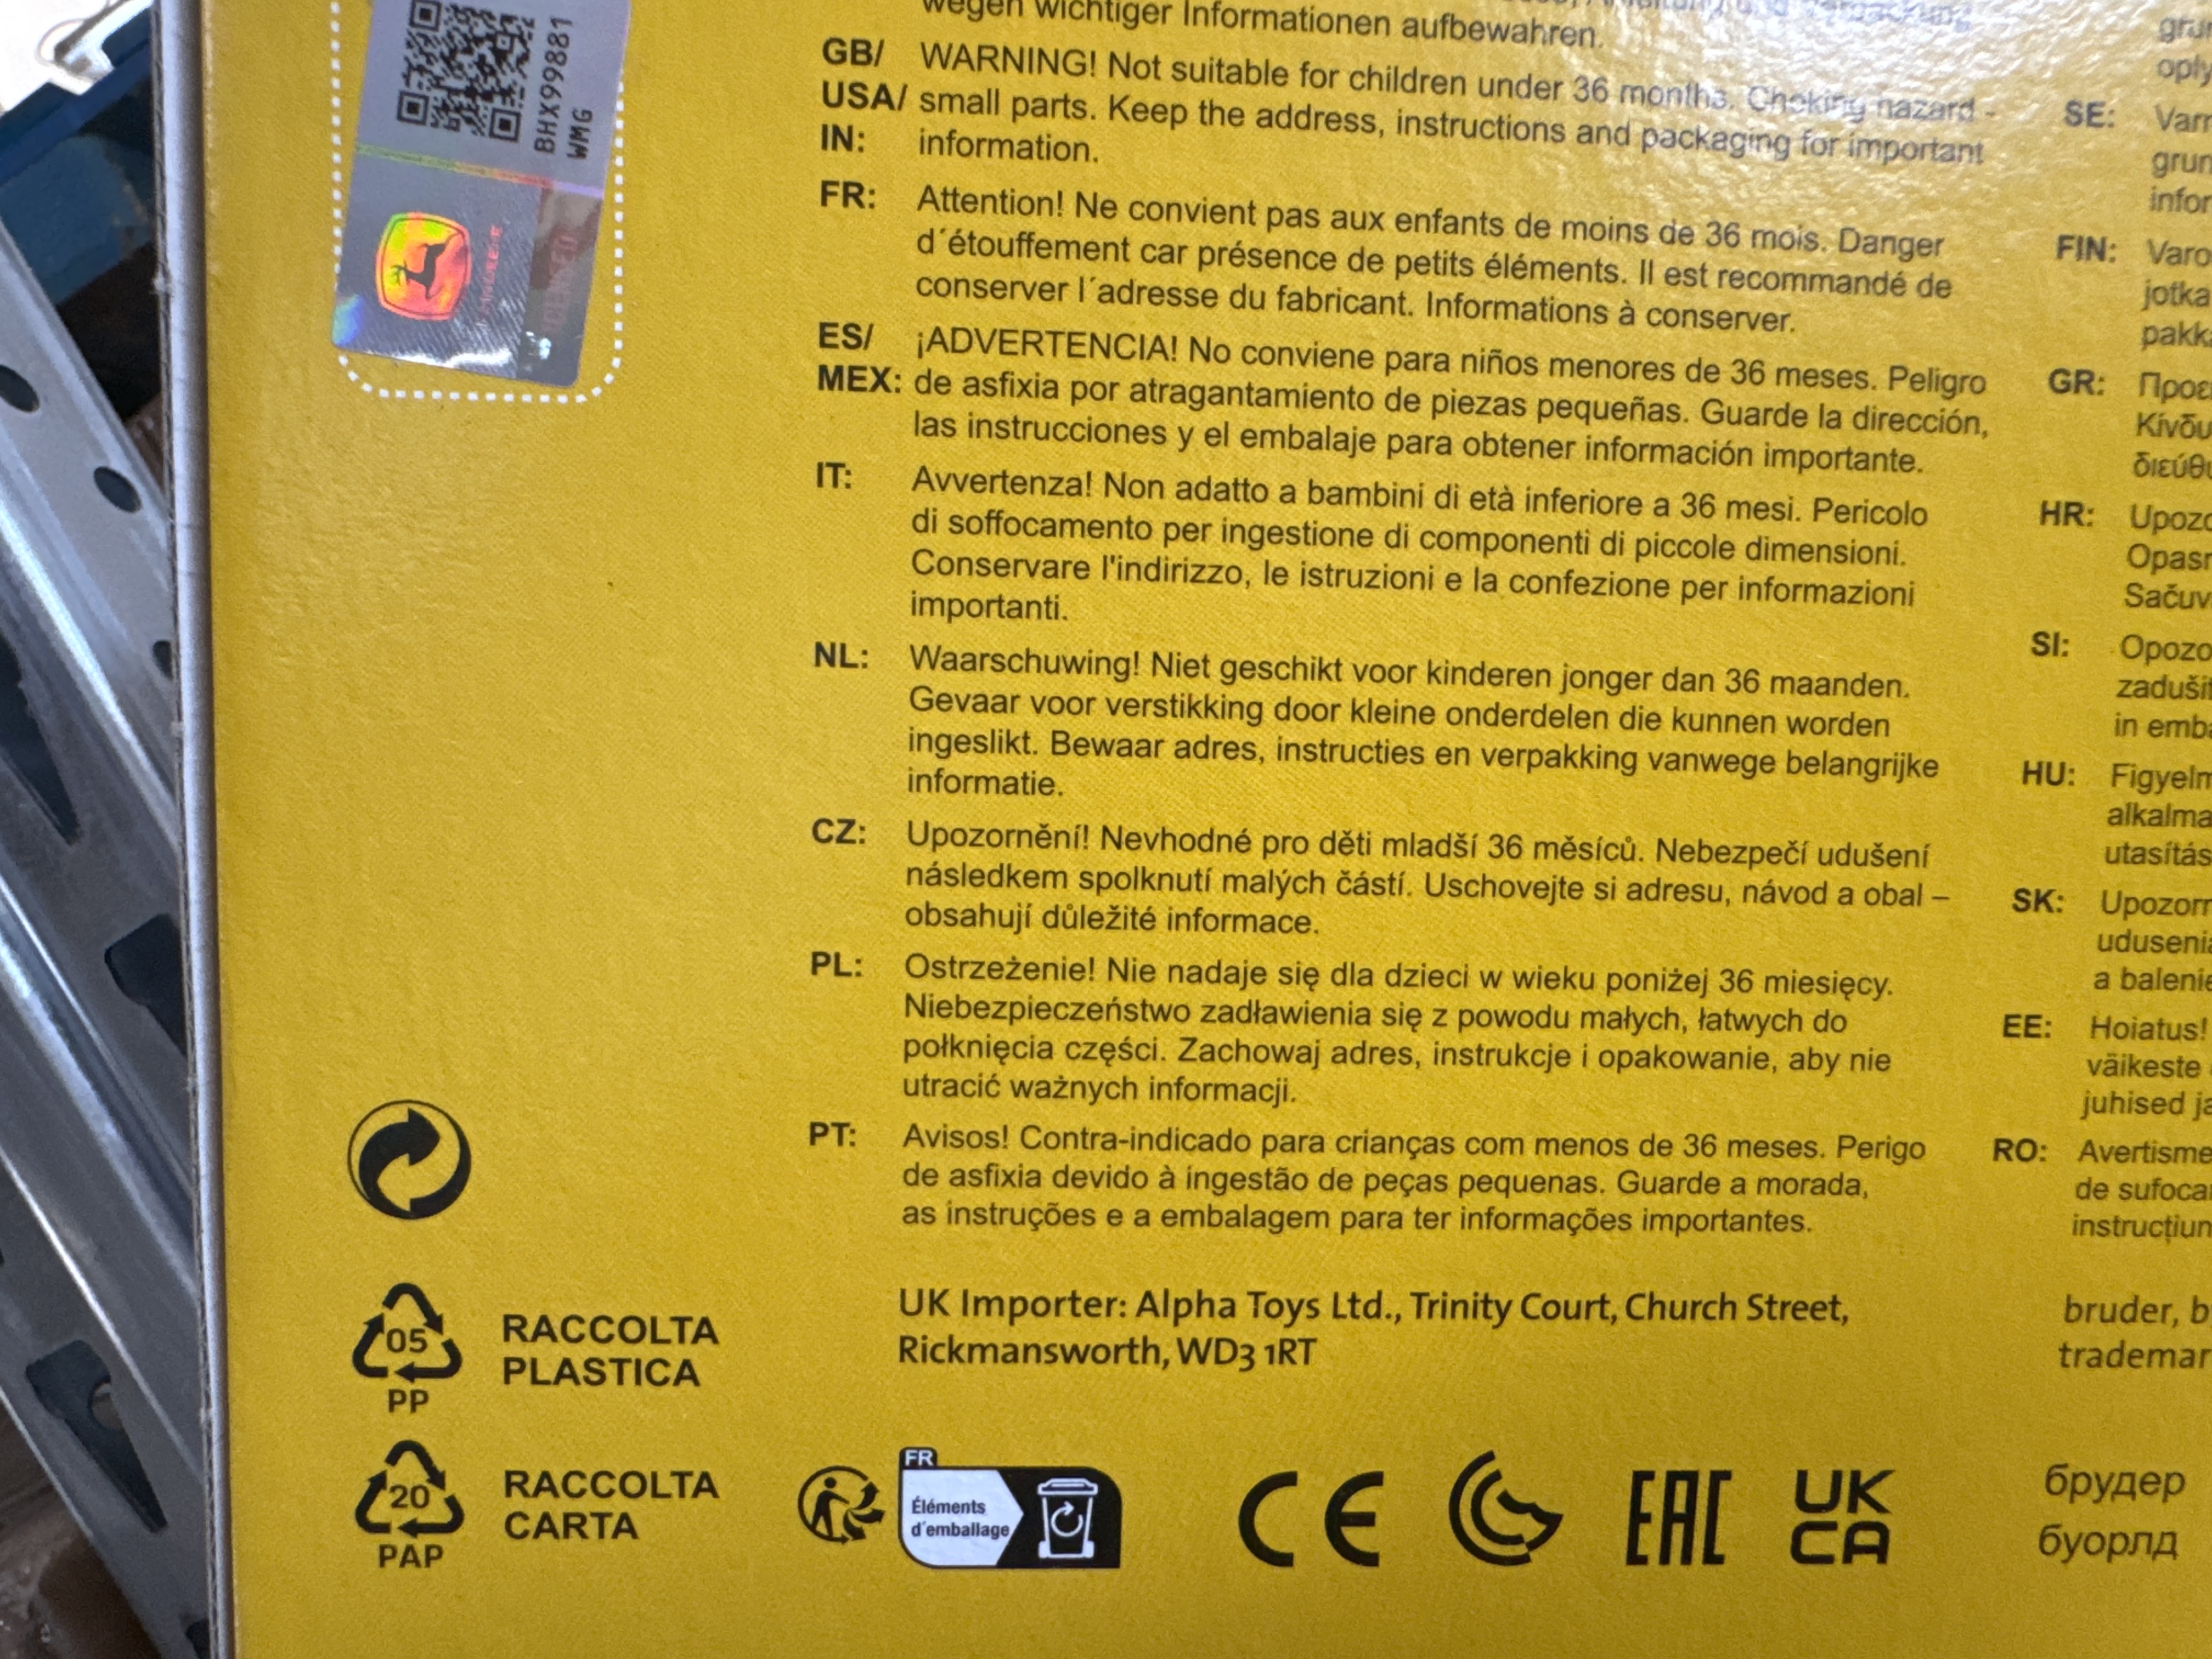 BHX99881
WMG
wegen wichtiger Informationen aufbewahren.
GB/ WARNING! Not suitable for children under 36 months. Choking hazard -
USA/ small parts. Keep the address, instructions and packaging for important
IN: information.
FR: Attention! Ne convient pas aux enfants de moins de 36 mois. Danger
d´étouffement car présence de petits éléments. Il est recommandé de
conserver l´adresse du fabricant. Informations à conserver.
ES/ ¡ADVERTENCIA! No conviene para niños menores de 36 meses. Peligro
MEX: de asfixia por atragantamiento de piezas pequeñas. Guarde la dirección,
las instrucciones y el embalaje para obtener información importante.
IT: Avvertenza! Non adatto a bambini di età inferiore a 36 mesi. Pericolo
di soffocamento per ingestione di componenti di piccole dimensioni.
Conservare l'indirizzo, le istruzioni e la confezione per informazioni
importanti.
NL: Waarschuwing! Niet geschikt voor kinderen jonger dan 36 maanden.
Gevaar voor verstikking door kleine onderdelen die kunnen worden
ingeslikt. Bewaar adres, instructies en verpakking vanwege belangrijke
informatie.
CZ: Upozornění! Nevhodné pro děti mladší 36 měsíců. Nebezpečí udušení
následkem spolknutí malých částí. Uschovejte si adresu, návod a obal –
obsahují důležité informace.
PL: Ostrzeżenie! Nie nadaje się dla dzieci w wieku poniżej 36 miesięcy.
Niebezpieczeństwo zadławienia się z powodu małych, łatwych do
połknięcia części. Zachowaj adres, instrukcje i opakowanie, aby nie
utracić ważnych informacji.
PT: Avisos! Contra-indicado para crianças com menos de 36 meses. Perigo
de asfixia devido à ingestão de peças pequenas. Guarde a morada,
as instruções e a embalagem para ter informações importantes.
UK Importer: Alpha Toys Ltd., Trinity Court, Church Street,
Rickmansworth, WD3 1RT
SE:
FIN:
GR:
HR:
SI:
in
HU:
SK:
a
EE: Hoiatus!
väikeste
juhised
RO:
de
bruder,
брудер
буорлд
05
PP
RACCOLTA
PLASTICA
20
PAP
RACCOLTA
CARTA
FR
Éléments
d´emballage
CE
EAC
UK
CA